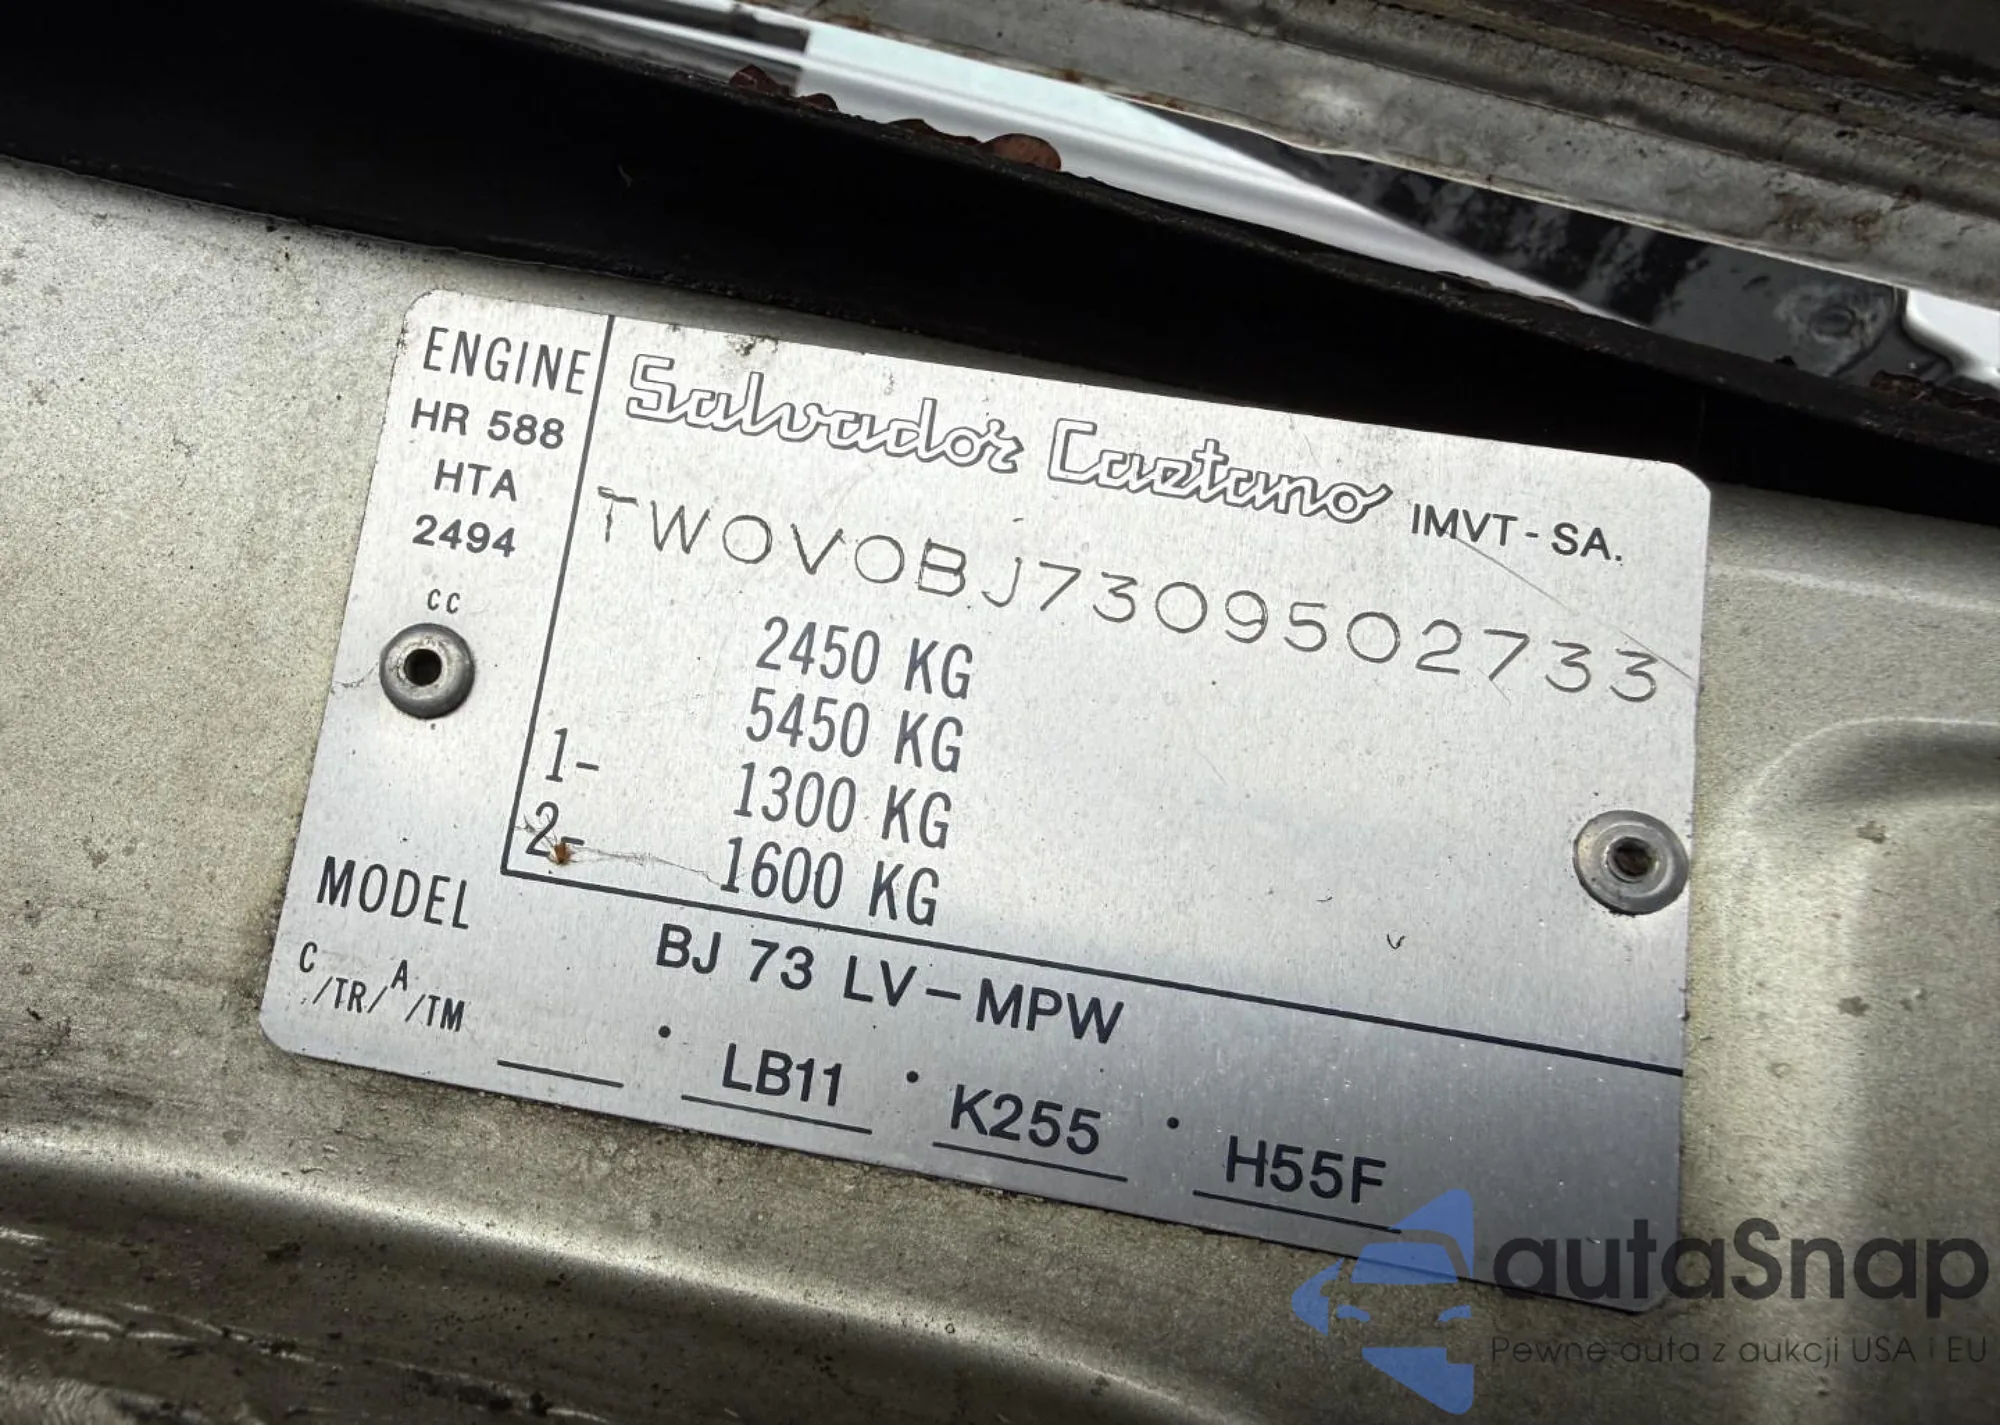 ENGINE
HR 588
HTA
2494
cc
Salvador Caetano IMVT - SA.
TW0V0BJ7309502733
2450 KG
5450 KG
1- 1300 KG
2- 1600 KG
MODEL BJ 73 LV-MPW
C/TR/A/TM LB11 K255 H55F
autaSnap
Pewne auta z aukcji USA i EU